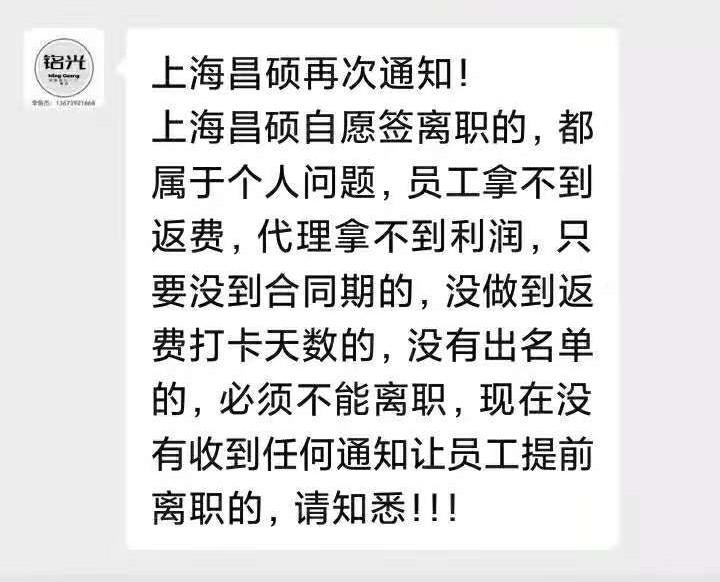 铭光
Ming Guang
上海昌硕再次通知！
上海昌硕自愿签离职的，都
属于个人问题，员工拿不到
返费，代理拿不到利润，只
要没到合同期的，没做到返
费打卡天数的，没有出名单
的，必须不能离职，现在没
有收到任何通知让员工提前
离职的，请知悉！！！